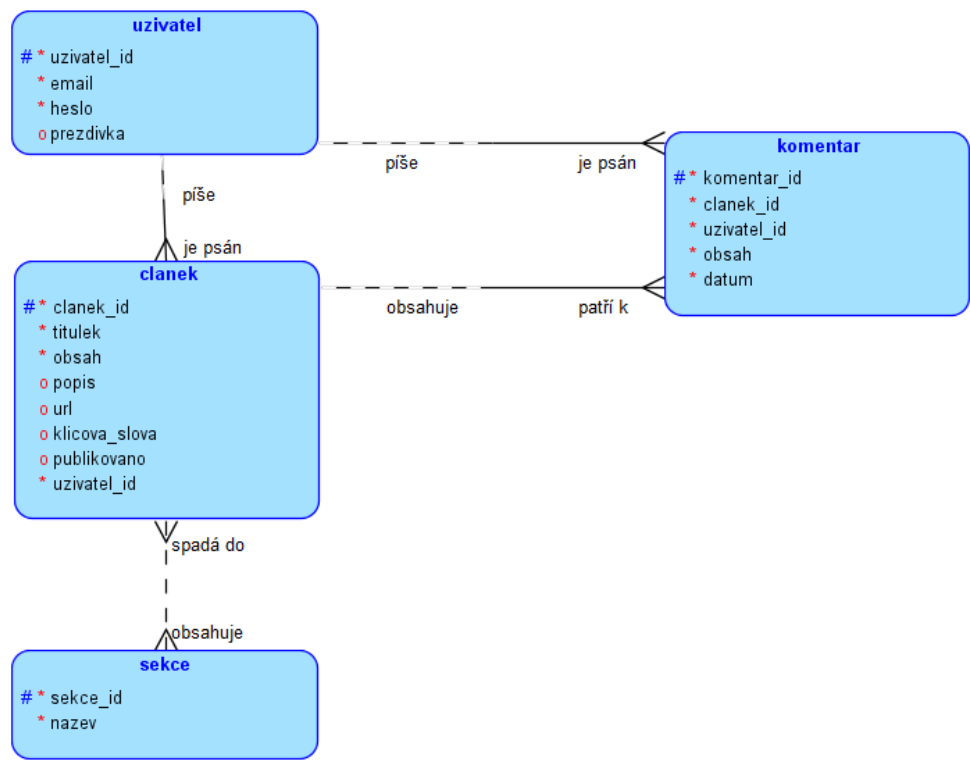 uzivatel
# * uzivatel_id
* email
* heslo
o prezdivka
píše
je psán
píše
je psán
komentar
# * komentar_id
* clanek_id
* uzivatel_id
* obsah
* datum
clanek
# * clanek_id
* titulek
* obsah
o popis
o url
o klicova_slova
o publikovano
* uzivatel_id
obsahuje
patří k
spadá do
obsahuje
sekce
# * sekce_id
* nazev